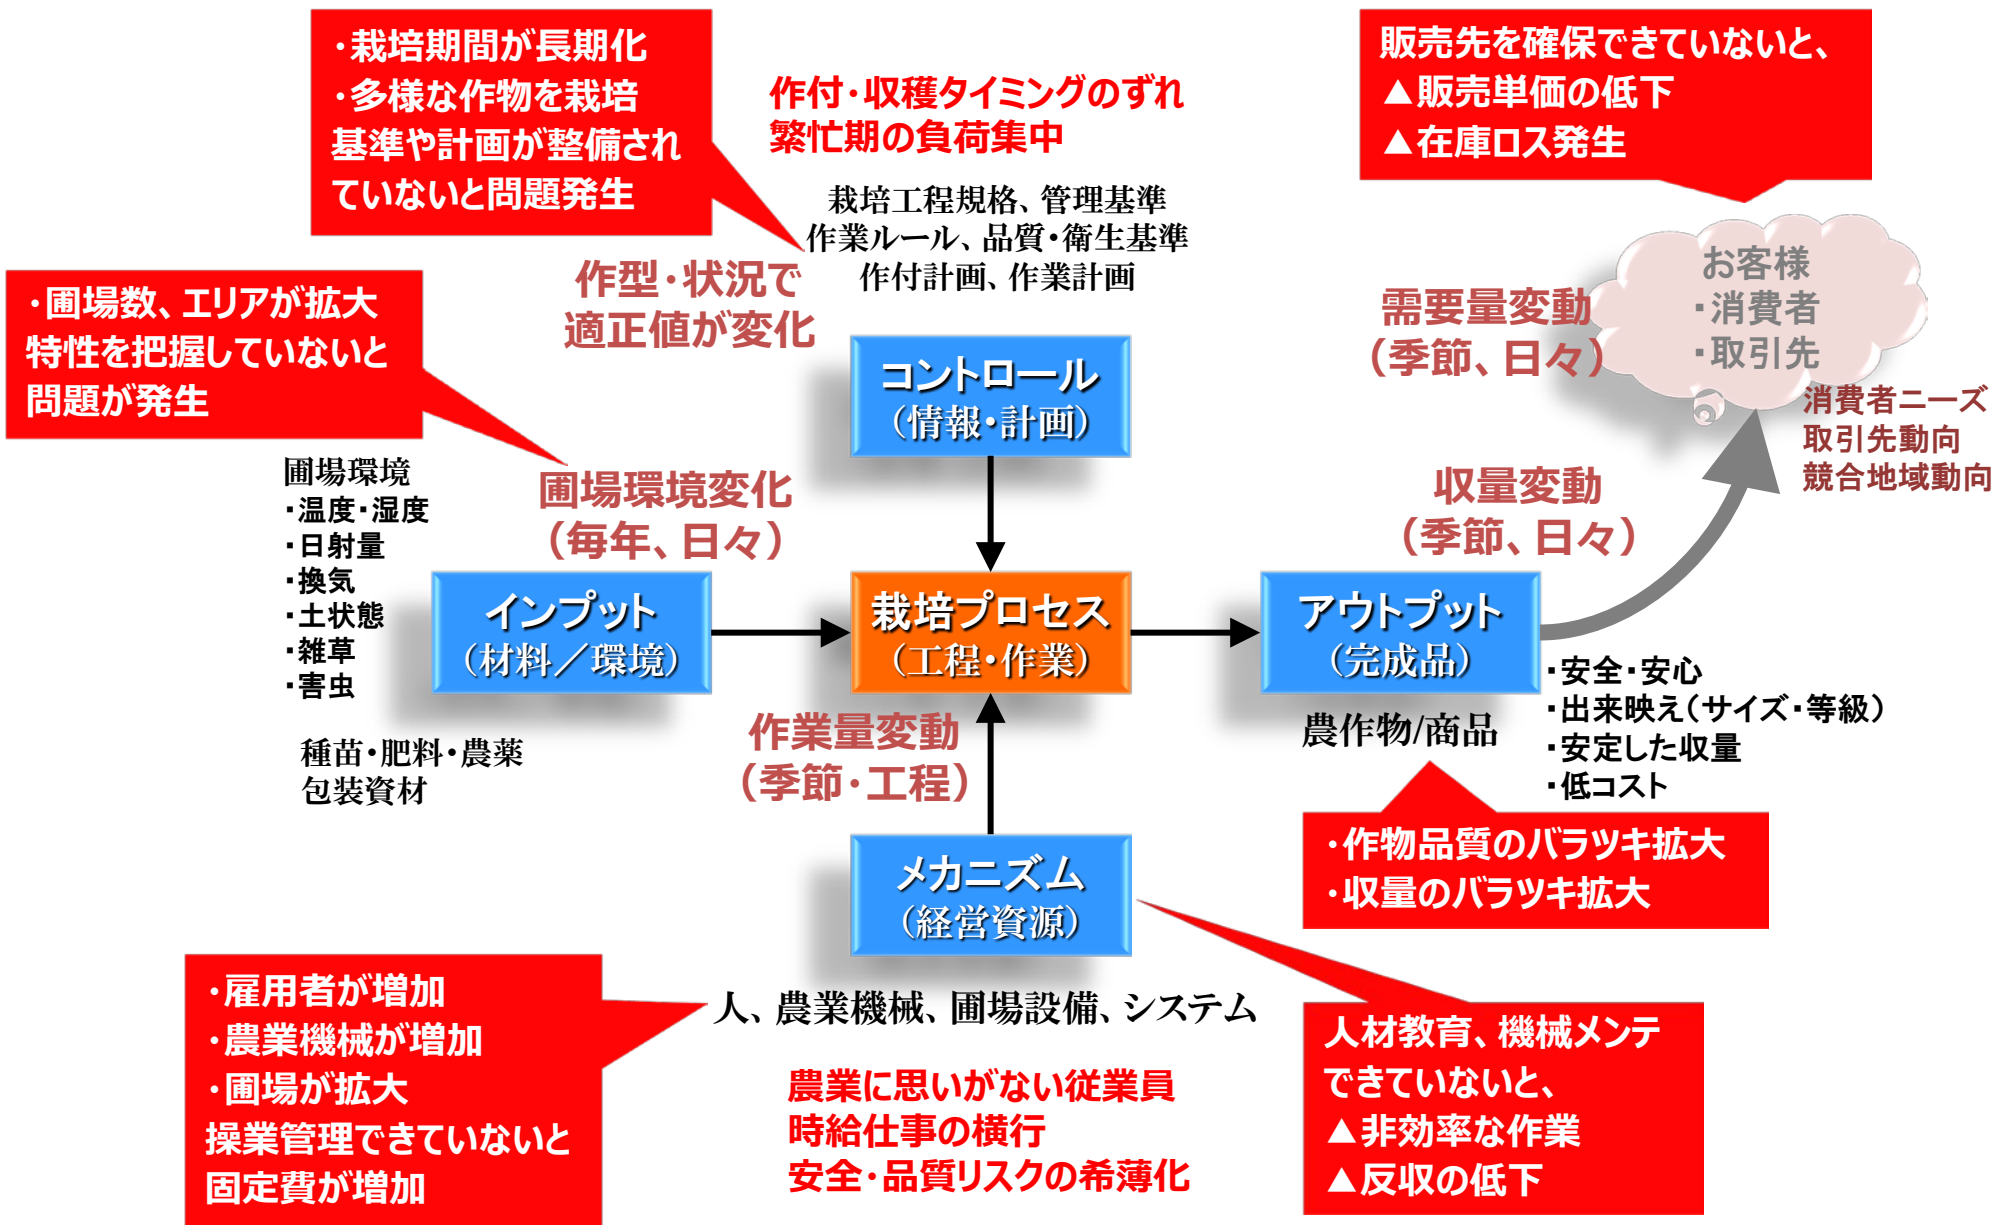 ・栽培期間が長期化
・多様な作物を栽培
基準や計画が整備され
ていないと問題発生
作付・収穫タイミングのずれ
繁忙期の負荷集中
販売先を確保できていないと、
▲販売単価の低下
▲在庫ロス発生
栽培工程規格、管理基準
作業ルール、品質・衛生基準
作付計画、作業計画
作型・状況で
適正値が変化
・圃場数、エリアが拡大
特性を把握していないと
問題が発生
コントロール
（情報・計画）
需要量変動
（季節、日々）
お客様
・消費者
・取引先
消費者ニーズ
取引先動向
競合地域動向
圃場環境
・温度・湿度
・日射量
・換気
・土状態
・雑草
・害虫
圃場環境変化
（毎年、日々）
収量変動
（季節、日々）
インプット
（材料／環境）
栽培プロセス
（工程・作業）
アウトプット
（完成品）
・安全・安心
・出来映え（サイズ・等級）
・安定した収量
・低コスト
農作物/商品
種苗・肥料・農薬
包装資材
作業量変動
（季節・工程）
・作物品質のバラツキ拡大
・収量のバラツキ拡大
メカニズム
（経営資源）
人、農業機械、圃場設備、システム
・雇用者が増加
・農業機械が増加
・圃場が拡大
操業管理できていないと
固定費が増加
農業に思いがない従業員
時給仕事の横行
安全・品質リスクの希薄化
人材教育、機械メンテ
できていないと、
▲非効率な作業
▲反収の低下